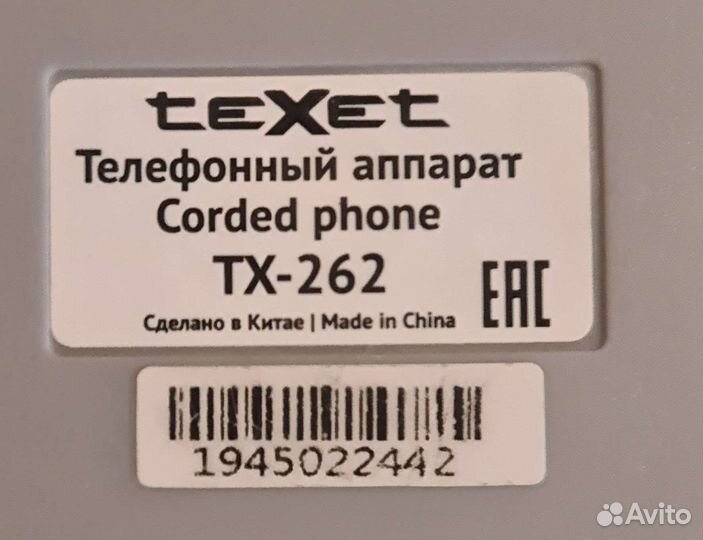 teXet
Телефонный аппарат
Corded phone
TX-262
Сделано в Китае | Made in China
EAC
1945022442
Avito